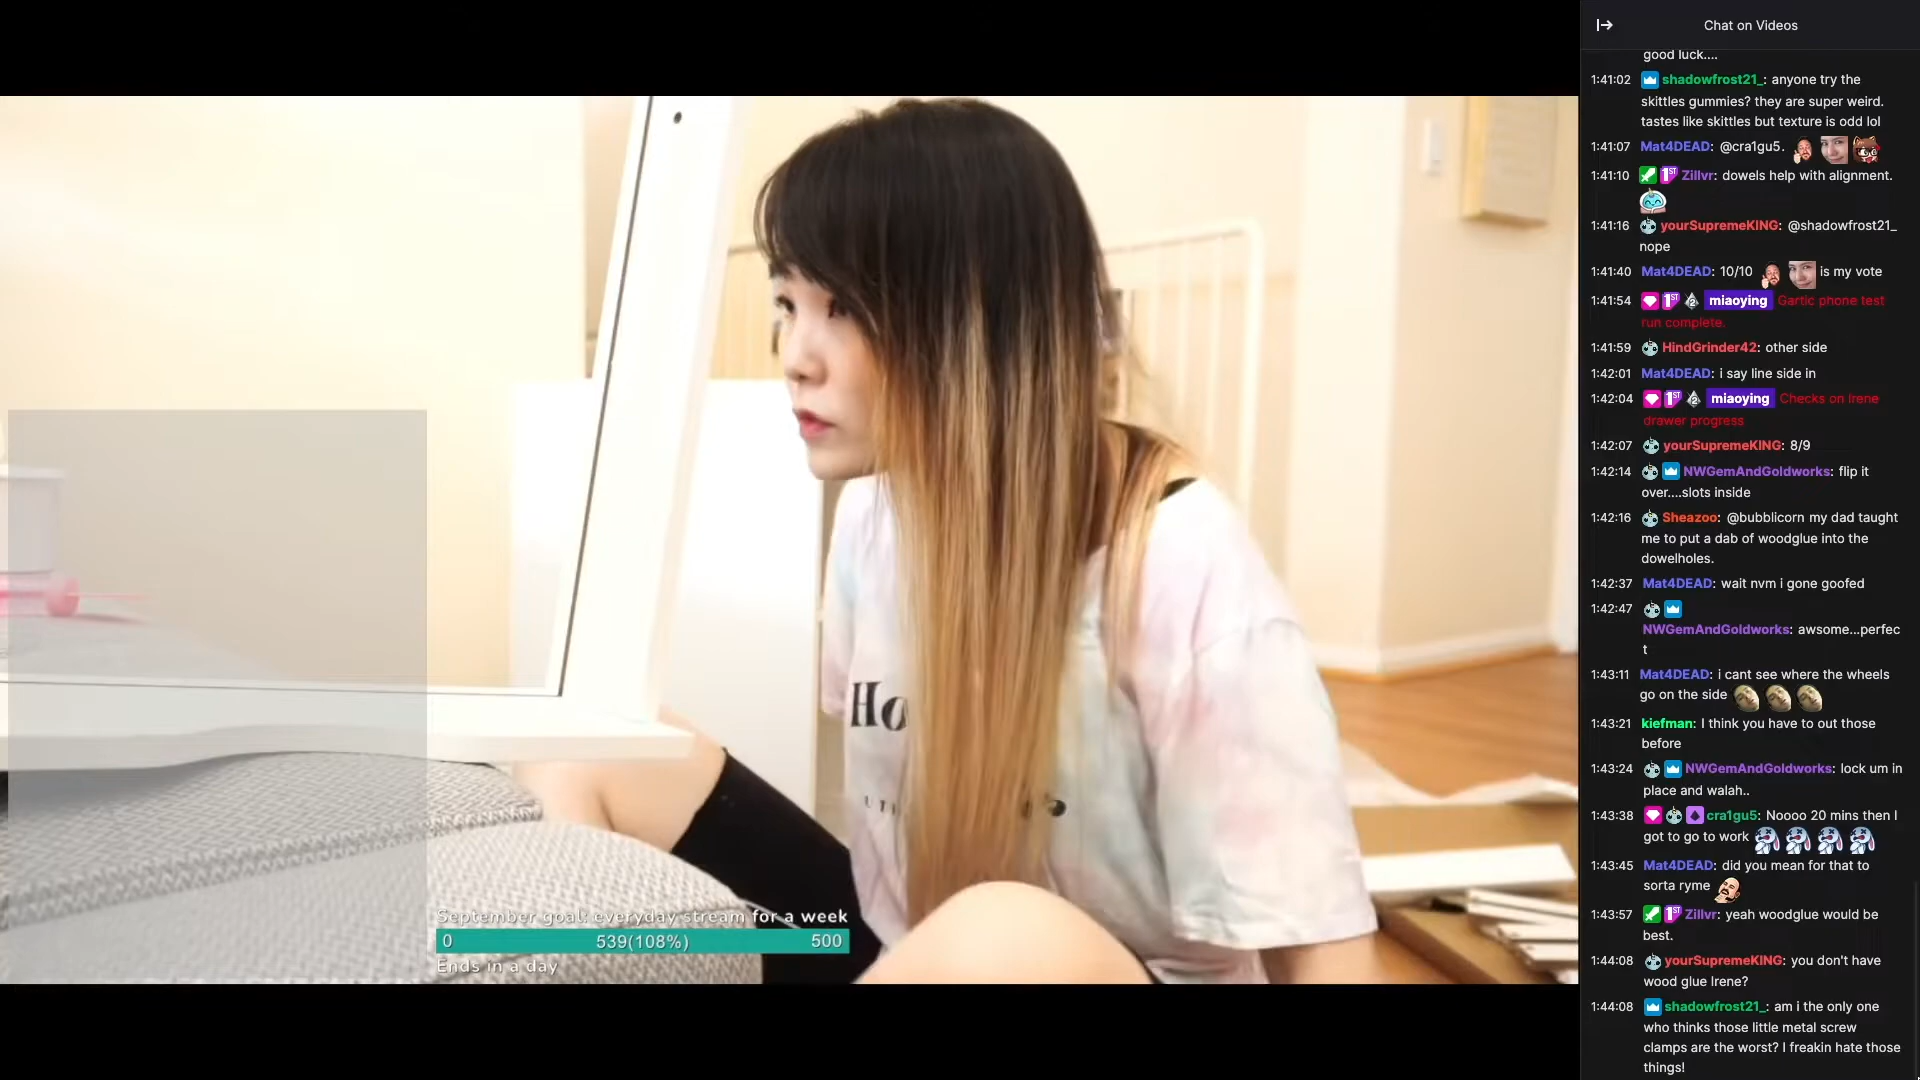 Chat on Videos
good luck....
1:41:02 shadowfrost21_: anyone try the
skittles gummies? they are super weird.
tastes like skittles but texture is odd lol
1:41:07 Mat4DEAD: @cra1gu5.
1:41:10 1ST Zillvr: dowels help with alignment.
1:41:16 yourSupremeKING: @shadowfrost21_
nope
1:41:40 Mat4DEAD: 10/10 is my vote
1:41:54 1ST 2 miaoying Gartic phone test
run complete.
1:41:59 HindGrinder42: other side
1:42:01 Mat4DEAD: i say line side in
1:42:04 1ST 2 miaoying Checks on Irene
drawer progress
1:42:07 yourSupremeKING: 8/9
1:42:14 NWGemAndGoldworks: flip it
over....slots inside
1:42:16 Sheazoo: @bubblicorn my dad taught
me to put a dab of woodglue into the
dowelholes.
1:42:37 Mat4DEAD: wait nvm i gone goofed
1:42:47
NWGemAndGoldworks: awsome...perfec
t
1:43:11 Mat4DEAD: i cant see where the wheels
go on the side
1:43:21 kiefman: I think you have to out those
before
1:43:24 NWGemAndGoldworks: lock um in
place and walah..
1:43:38 cra1gu5: Noooo 20 mins then I
got to go to work
1:43:45 Mat4DEAD: did you mean for that to
sorta ryme
1:43:57 1ST Zillvr: yeah woodglue would be
best.
1:44:08 yourSupremeKING: you don't have
wood glue Irene?
1:44:08 shadowfrost21_: am i the only one
who thinks those little metal screw
clamps are the worst? I freakin hate those
things!
September goal: everyday stream for a week
0 539(108%) 500
Ends in a day